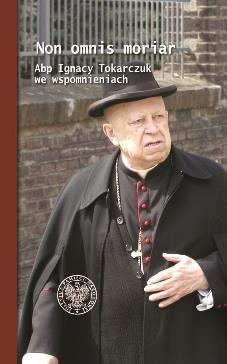 Non omnis moriar
Abp Ignacy Tokarczuk
we wspomnieniach